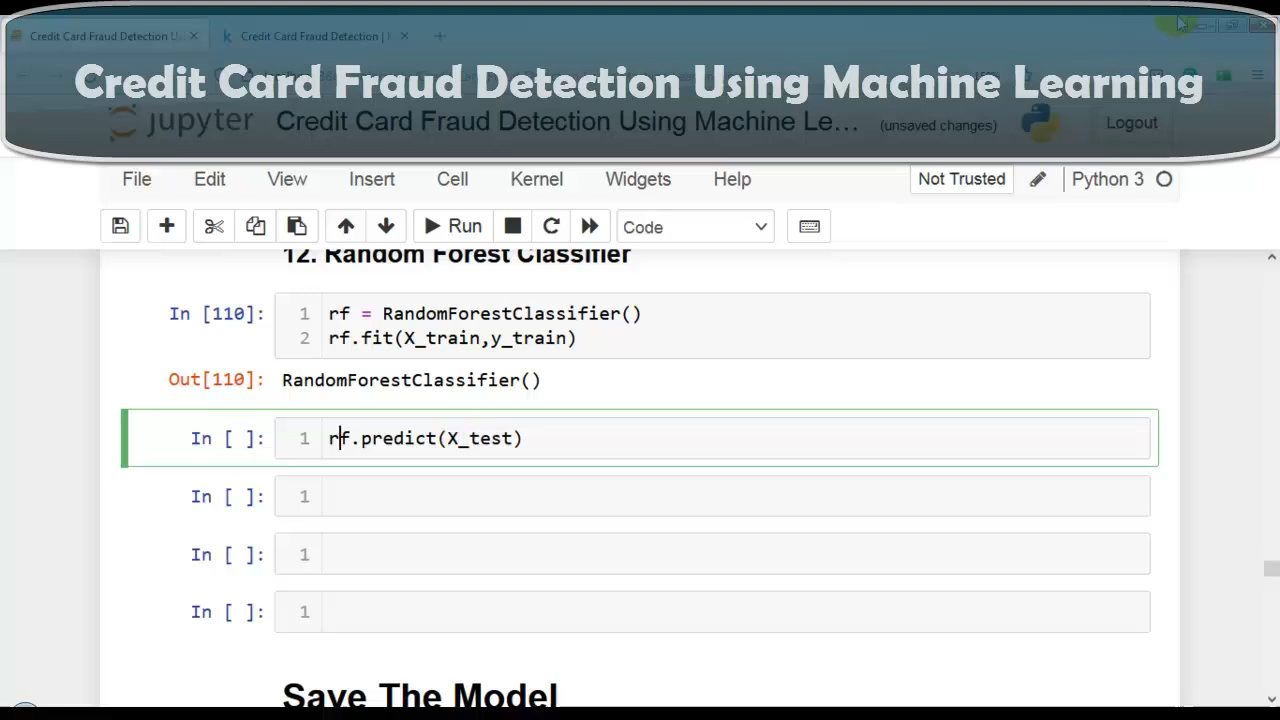 Credit Card Fraud Detection U
Credit Card Fraud Detection |
Credit Card Fraud Detection Using Machine Learning
jupyter Credit Card Fraud Detection Using Machine Le... (unsaved changes) Logout
File Edit View Insert Cell Kernel Widgets Help Not Trusted Python 3
Run Code
12. Random Forest Classifier
In [110]: 1 rf = RandomForestClassifier()
2 rf.fit(X_train,y_train)
Out[110]: RandomForestClassifier()
In [ ]: 1 rf.predict(X_test)
In [ ]: 1
In [ ]: 1
In [ ]: 1
Save The Model